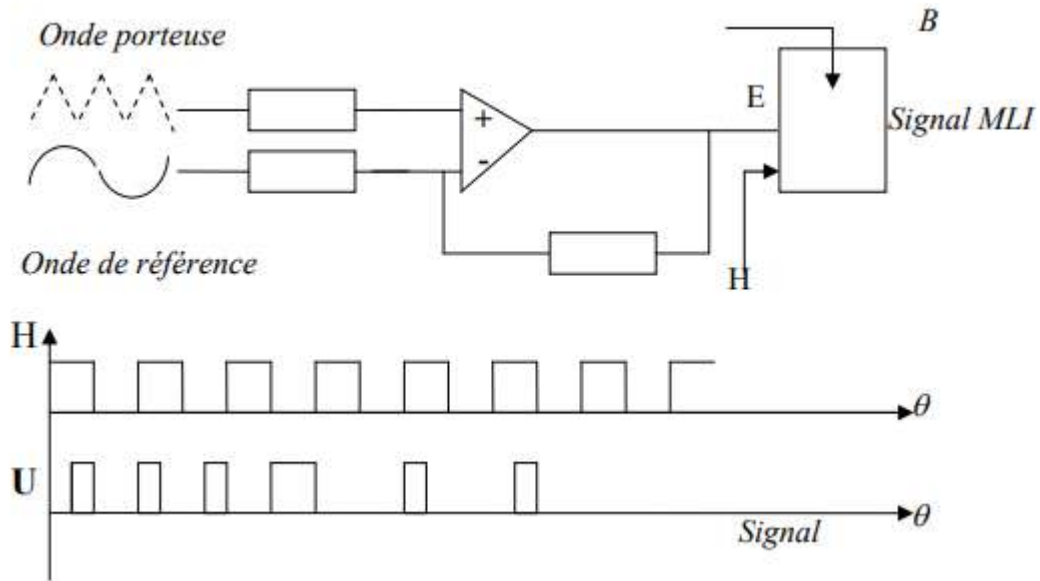 Onde porteuse
B
E
Signal MLI
+
-
Onde de référence
H
H
θ
U
θ
Signal